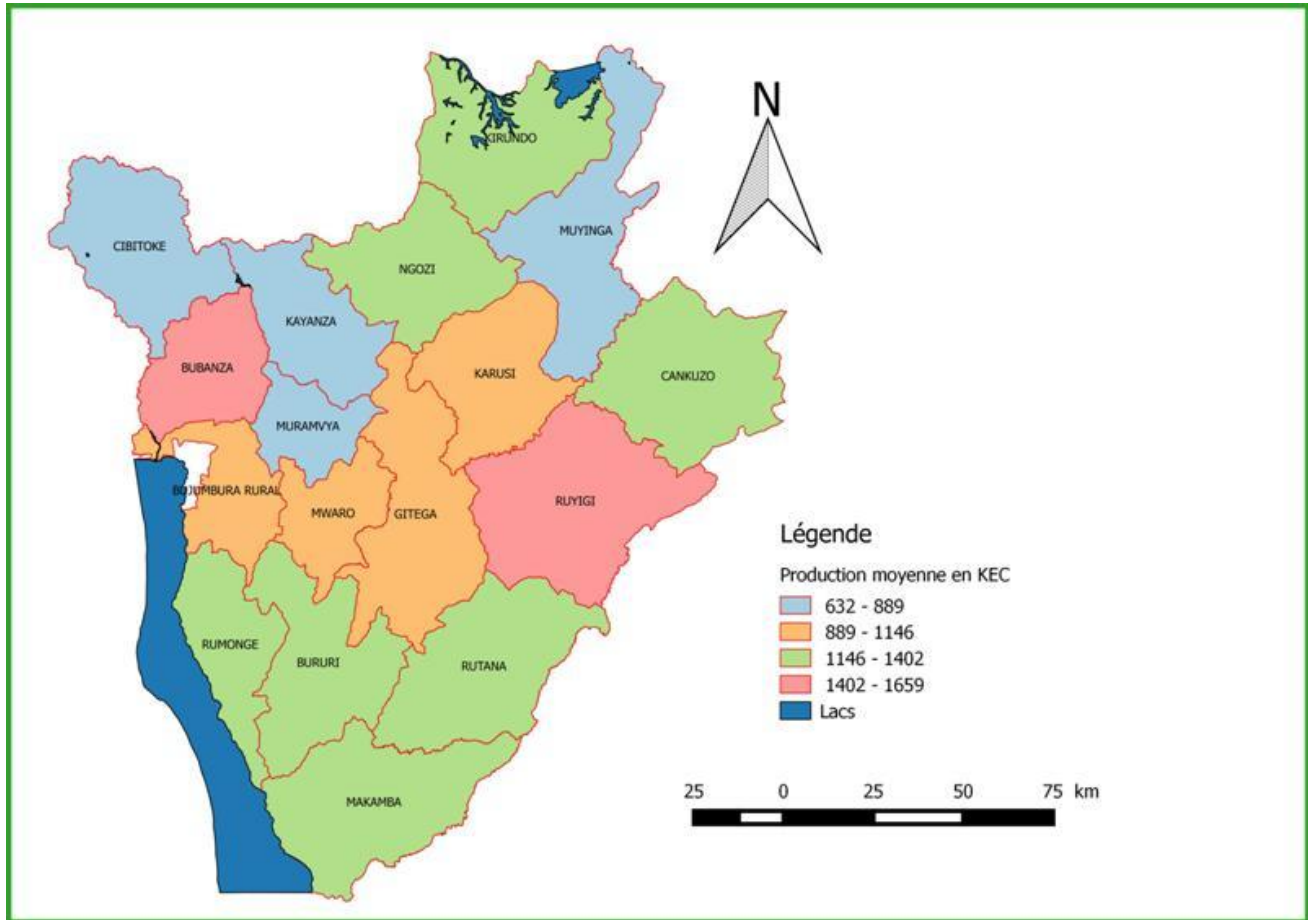 N
KIRUNDO
MUYINGA
CIBITOKE
NGOZI
KAYANZA
BUBANZA
KARUSI
CANKUZO
MURAMVYA
BUJUMBURA RURAL
MWARO
GITEGA
RUYIGI
RUMONGE
BURURI
RUTANA
MAKAMBA
Légende
Production moyenne en KEC
632 - 889
889 - 1146
1146 - 1402
1402 - 1659
Lacs
25 0 25 50 75 km